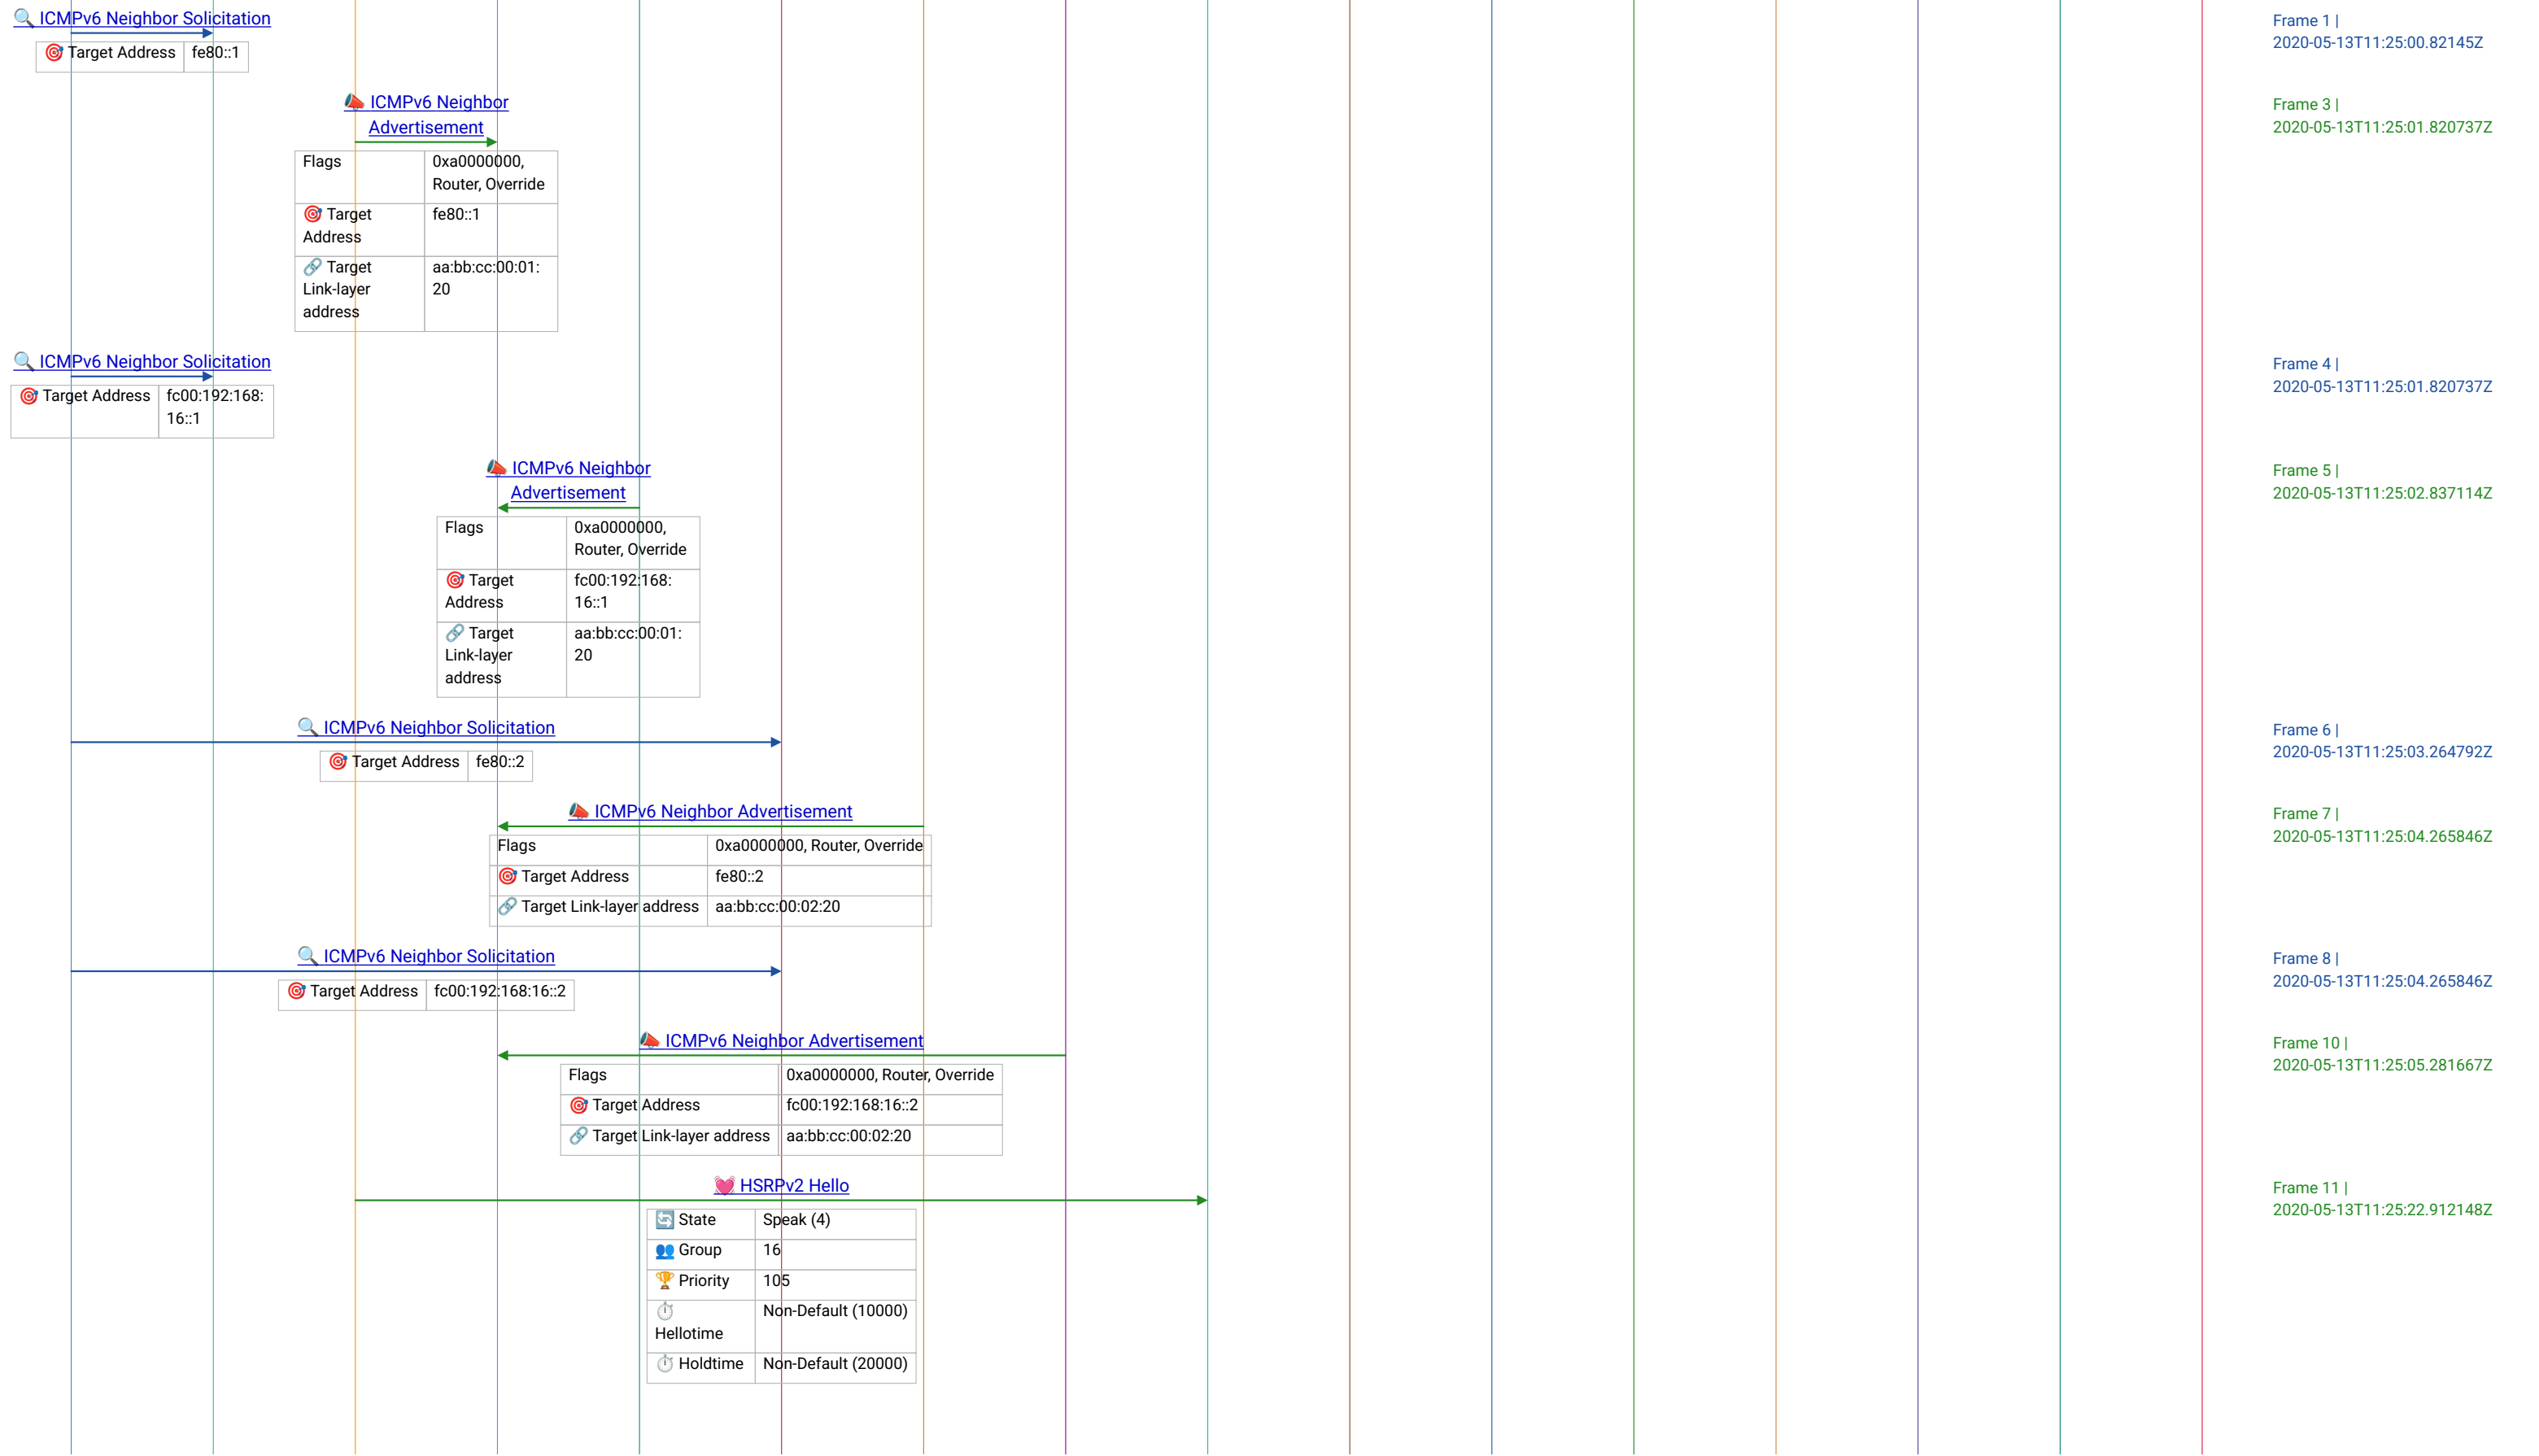 🔍 ICMPv6 Neighbor Solicitation
Frame 1 |
2020-05-13T11:25:00.82145Z
🎯 Target Address fe80::1
📣 ICMPv6 Neighbor
Advertisement
Frame 3 |
2020-05-13T11:25:01.820737Z
Flags 0xa0000000,
Router, Override
🎯 Target
Address
fe80::1
🔗 Target
Link-layer
address
aa:bb:cc:00:01:
20
🔍 ICMPv6 Neighbor Solicitation
Frame 4 |
2020-05-13T11:25:01.820737Z
🎯 Target Address fc00:192:168:
16::1
📣 ICMPv6 Neighbor
Advertisement
Frame 5 |
2020-05-13T11:25:02.837114Z
Flags 0xa0000000,
Router, Override
🎯 Target
Address
fc00:192:168:
16::1
🔗 Target
Link-layer
address
aa:bb:cc:00:01:
20
🔍 ICMPv6 Neighbor Solicitation
Frame 6 |
2020-05-13T11:25:03.264792Z
🎯 Target Address fe80::2
📣 ICMPv6 Neighbor Advertisement
Frame 7 |
2020-05-13T11:25:04.265846Z
Flags 0xa0000000, Router, Override
🎯 Target Address fe80::2
🔗 Target Link-layer address aa:bb:cc:00:02:20
🔍 ICMPv6 Neighbor Solicitation
Frame 8 |
2020-05-13T11:25:04.265846Z
🎯 Target Address fc00:192:168:16::2
📣 ICMPv6 Neighbor Advertisement
Frame 10 |
2020-05-13T11:25:05.281667Z
Flags 0xa0000000, Router, Override
🎯 Target Address fc00:192:168:16::2
🔗 Target Link-layer address aa:bb:cc:00:02:20
💓 HSRPv2 Hello
Frame 11 |
2020-05-13T11:25:22.912148Z
🔄 State Speak (4)
👥 Group 16
🏆 Priority 105
⏱️
Hellotime
Non-Default (10000)
⏱️ Holdtime Non-Default (20000)